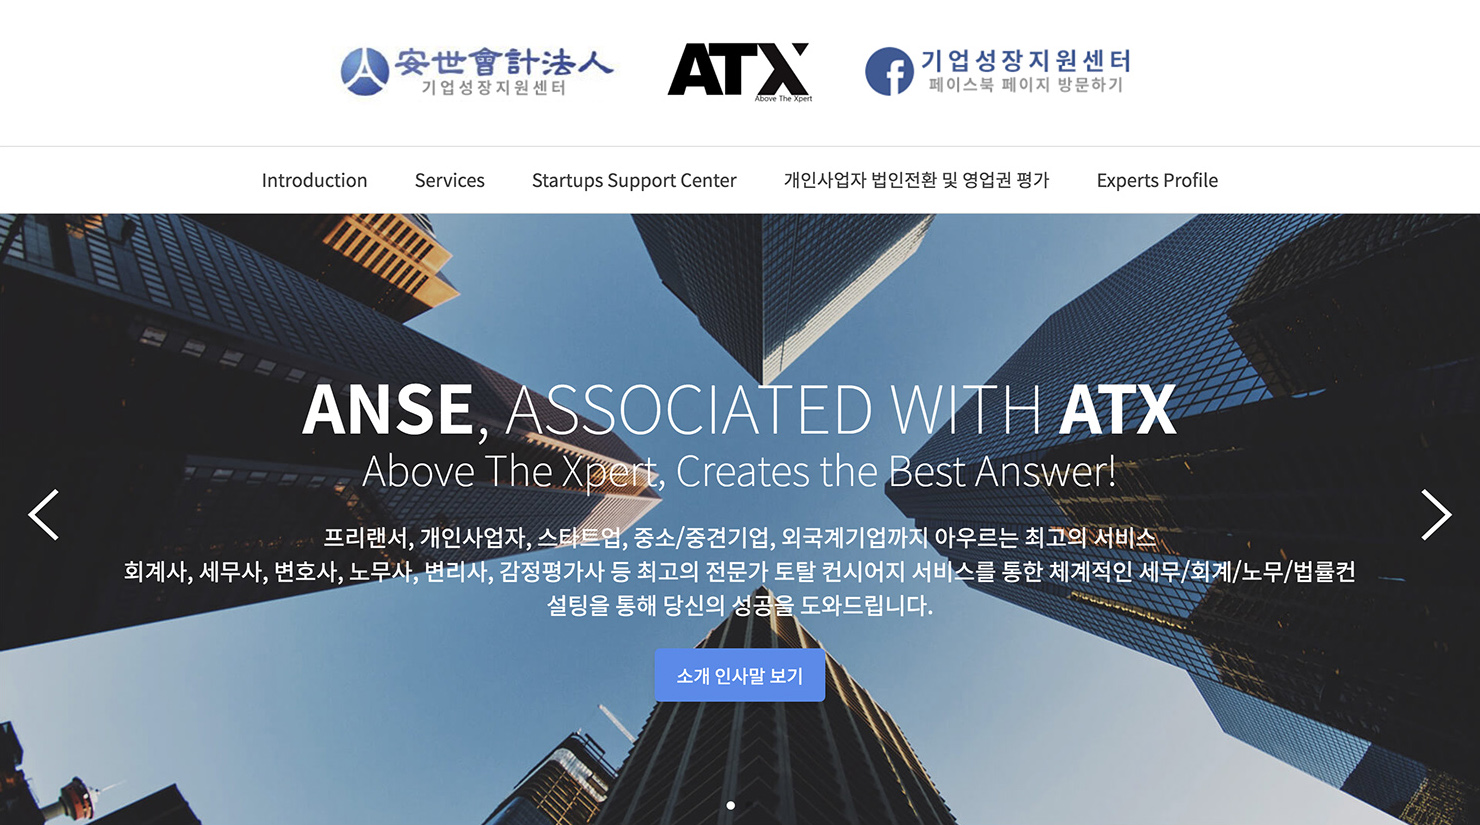 安世會計法人
기업성장지원센터
ATX
Above The Xpert
기업성장지원센터
페이스북 페이지 방문하기
Introduction
Services
Startups Support Center
개인사업자 법인전환 및 영업권 평가
Experts Profile
ANSE, ASSOCIATED WITH ATX
Above The Xpert, Creates the Best Answer!
프리랜서, 개인사업자, 스타트업, 중소/중견기업, 외국계기업까지 아우르는 최고의 서비스
회계사, 세무사, 변호사, 노무사, 변리사, 감정평가사 등 최고의 전문가 토탈 컨시어지 서비스를 통한 체계적인 세무/회계/노무/법률컨
설팅을 통해 당신의 성공을 도와드립니다.
소개 인사말 보기